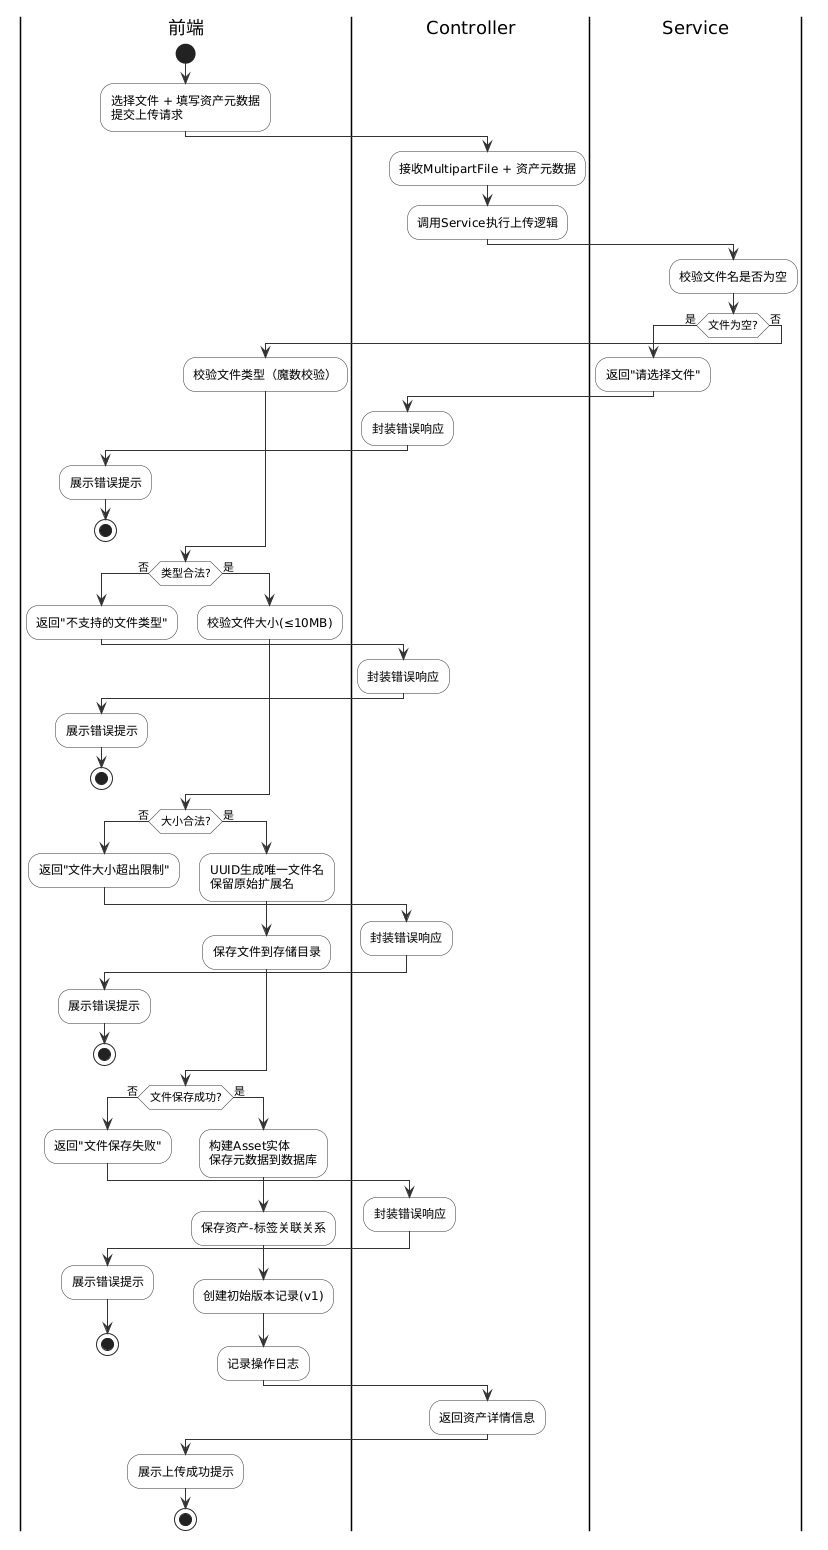 前端
Controller
Service
选择文件 + 填写资产元数据
提交上传请求
接收MultipartFile + 资产元数据
调用Service执行上传逻辑
校验文件名是否为空
是
文件为空?
否
校验文件类型（魔数校验）
返回"请选择文件"
封装错误响应
展示错误提示
否
类型合法?
是
返回"不支持的文件类型"
校验文件大小(≤10MB)
封装错误响应
展示错误提示
否
大小合法?
是
返回"文件大小超出限制"
UUID生成唯一文件名
保留原始扩展名
封装错误响应
保存文件到存储目录
展示错误提示
否
文件保存成功?
是
返回"文件保存失败"
构建Asset实体
保存元数据到数据库
封装错误响应
保存资产-标签关联关系
展示错误提示
创建初始版本记录(v1)
记录操作日志
返回资产详情信息
展示上传成功提示